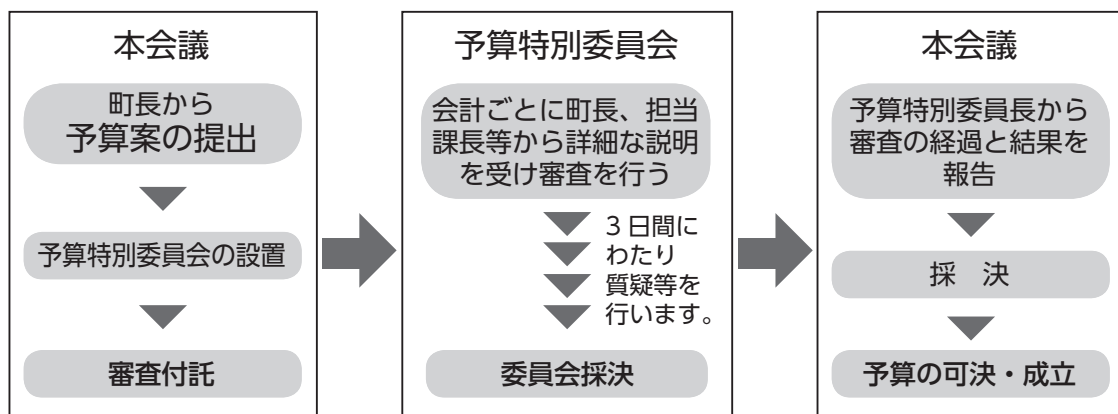 本会議
町長から
予算案の提出
予算特別委員会の設置
審査付託
予算特別委員会
会計ごとに町長、担当
課長等から詳細な説明
を受け審査を行う
3日間に
わたり
質疑等を
行います。
委員会採決
本会議
予算特別委員長から
審査の経過と結果を
報告
採　決
予算の可決・成立